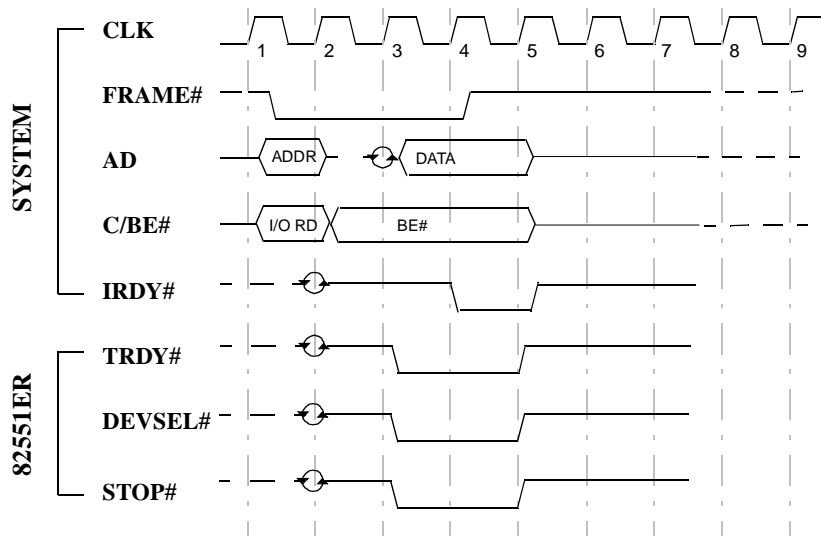 SYSTEM
CLK
1 2 3 4 5 6 7 8 9
FRAME#
AD
ADDR
DATA
C/BE#
I/O RD
BE#
IRDY#
82551ER
TRDY#
DEVSEL#
STOP#